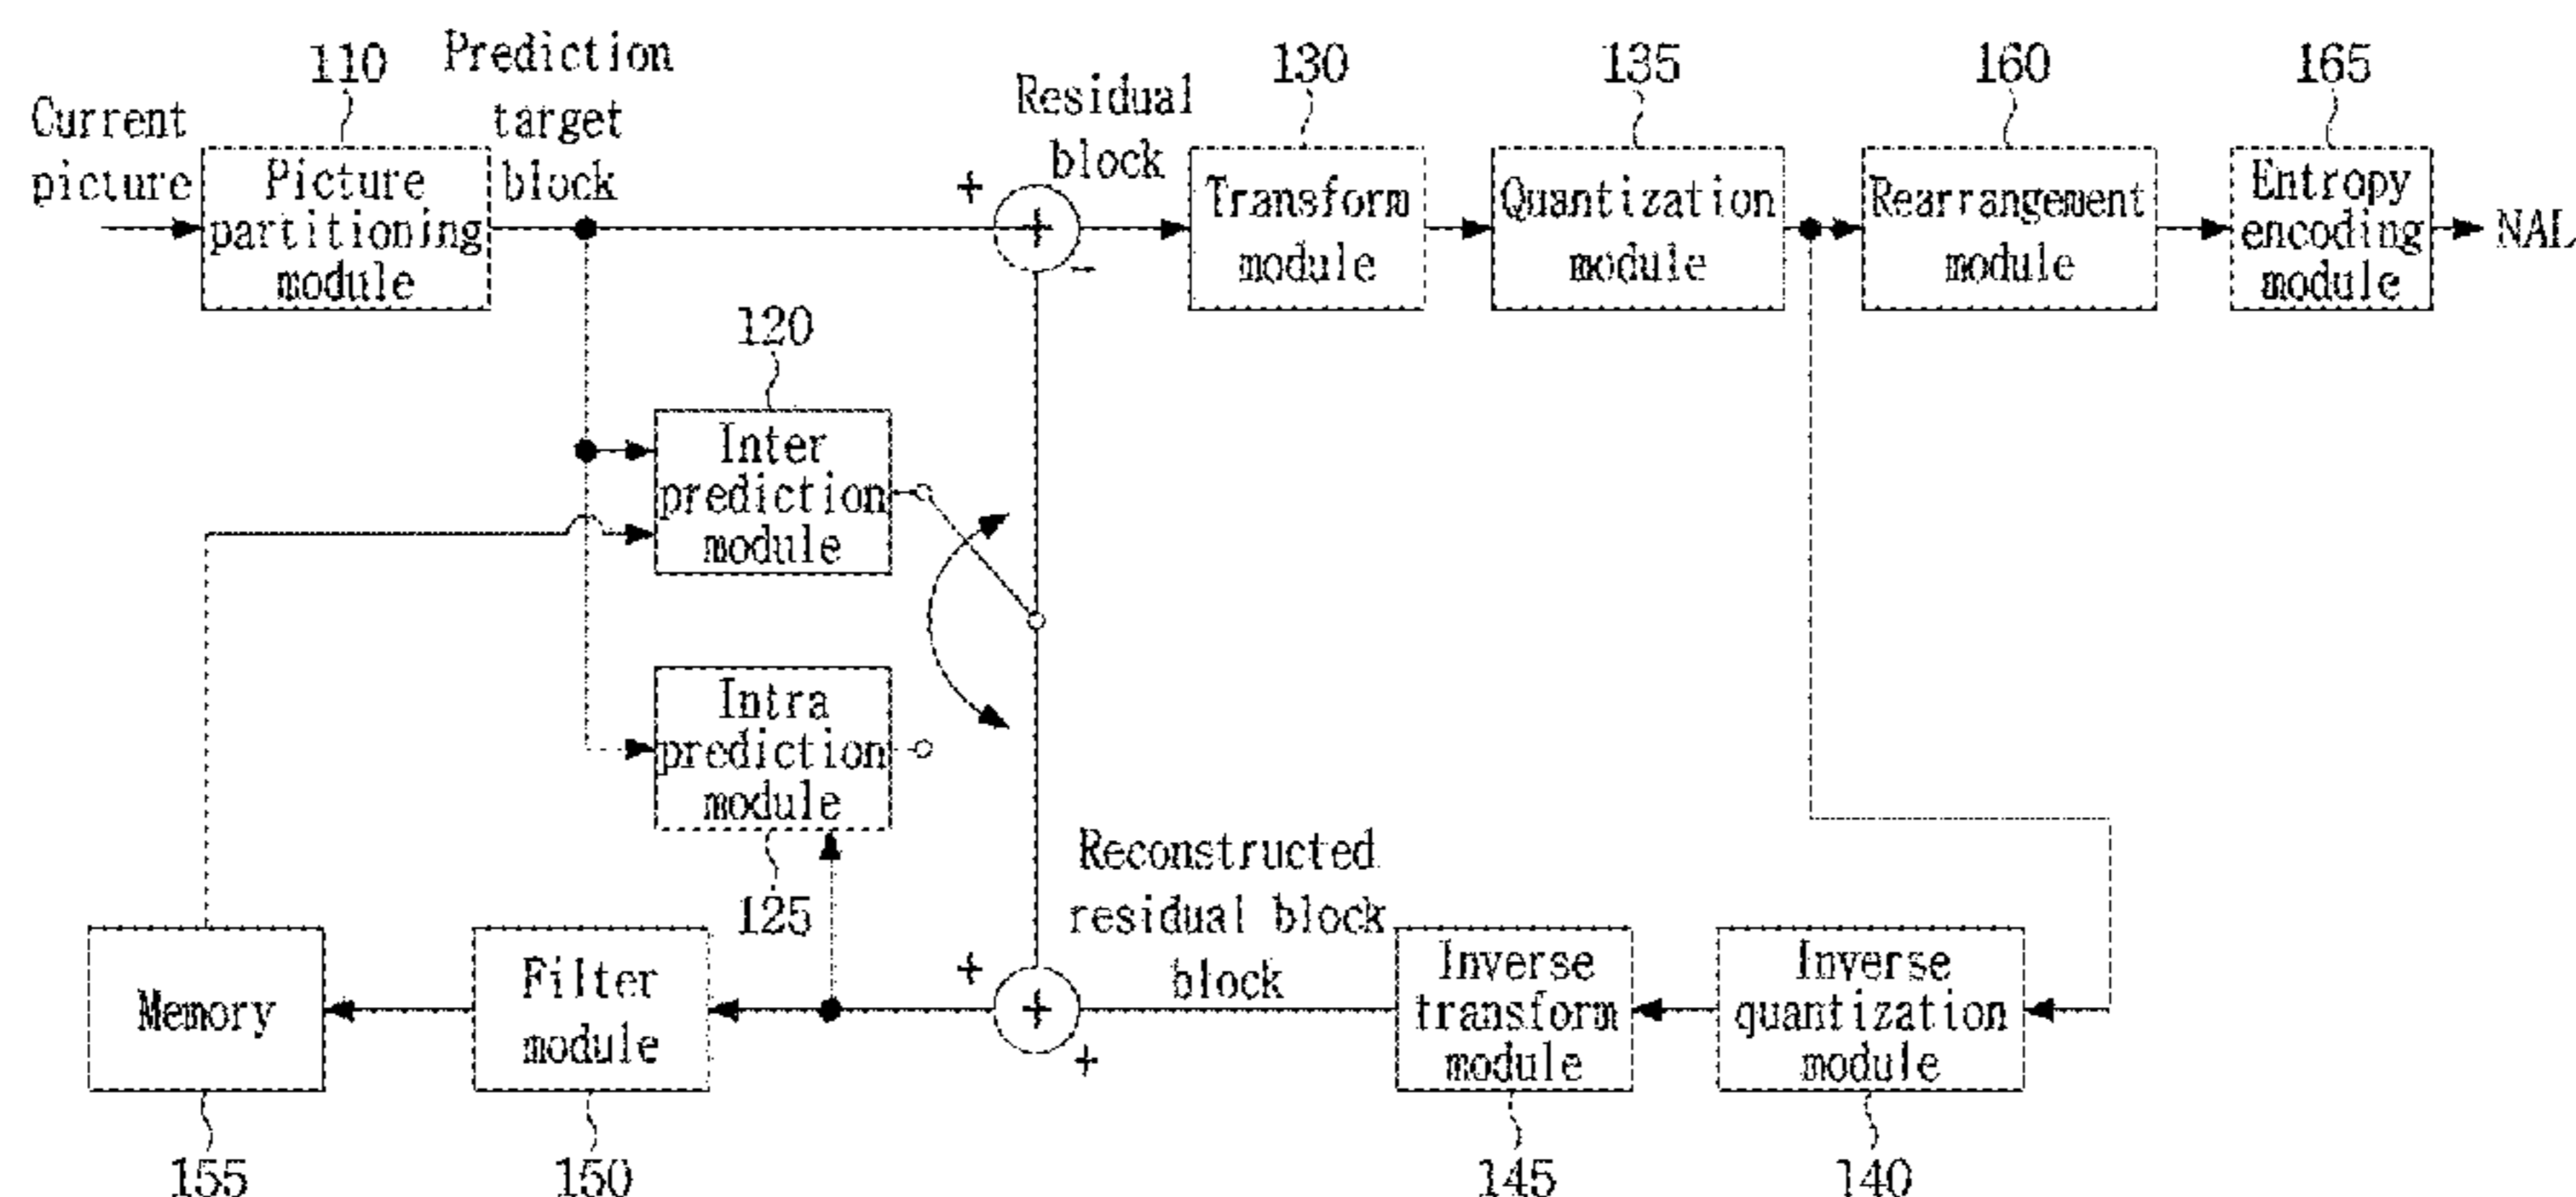 110
Prediction
target
block
Current
picture
Picture
partitioning
module
Residual
block
130
Transform
module
135
Quantization
module
160
Rearrangement
module
165
Entropy
encoding
module
NAL
+
+
-
120
Inter
prediction
module
Intra
prediction
module
125
Reconstructed
residual block
block
Memory
155
Filter
module
150
+
+
+
Inverse
transform
module
145
Inverse
quantization
module
140